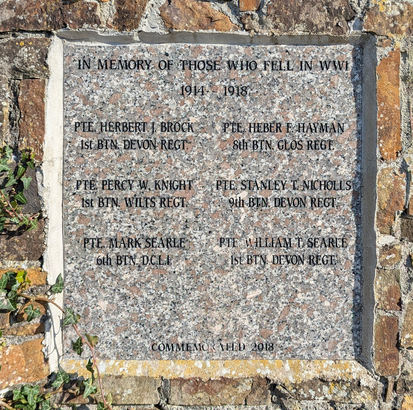 IN MEMORY OF THOSE WHO FELL IN WWI
1914 - 1918.
PTE. HERBERT J. BROCK
1st BTN. DEVON REGT.
PTE. HEBER F. HAYMAN
8th BTN. GLOS REGT.
PTE. PERCY W. KNIGHT
1st BTN. WILTS REGT.
PTE. STANLEY T. NICHOLLS
9th BTN. DEVON REGT.
PTE. MARK SEARLE
6th BTN. D.C.L.I.
PTE. WILLIAM T. SEARLE
1st BTN. DEVON REGT.
COMMEMORATED 2018